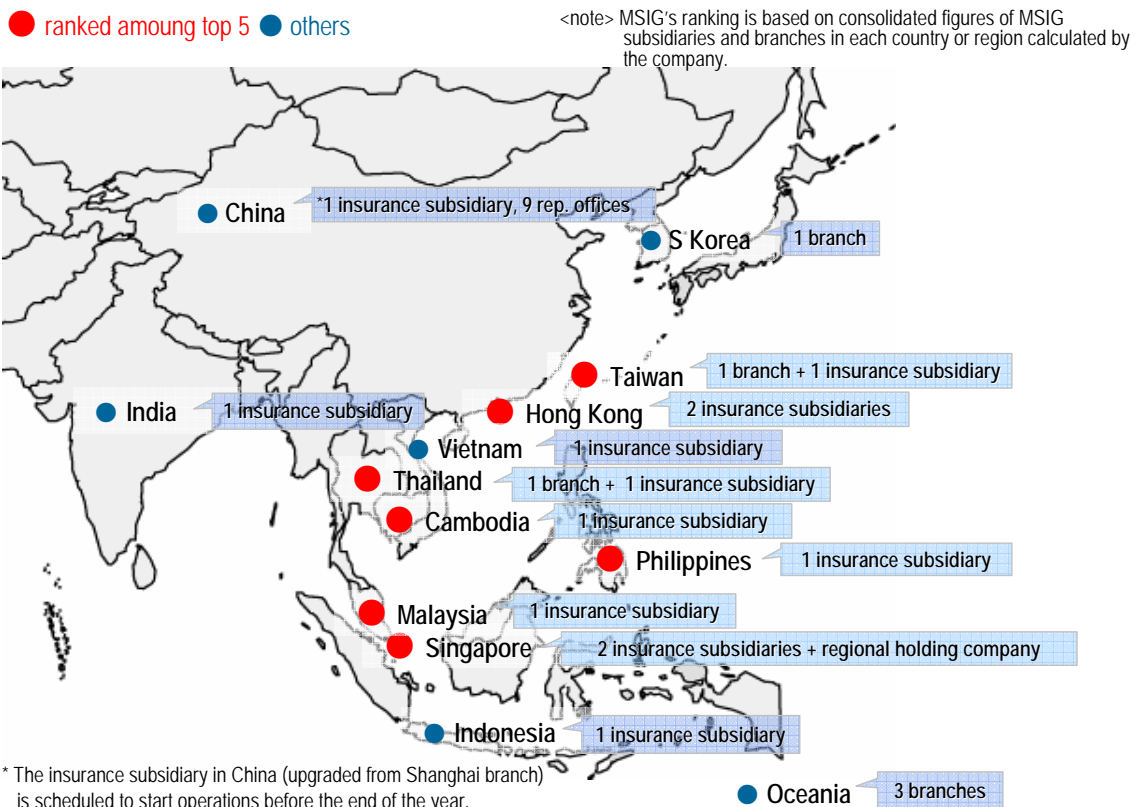 ranked amoung top 5 others
<note> MSIG's ranking is based on consolidated figures of MSIG
subsidiaries and branches in each country or region calculated by
the company.
China
*1 insurance subsidiary, 9 rep. offices
S Korea
1 branch
Taiwan
1 branch + 1 insurance subsidiary
India
1 insurance subsidiary
Hong Kong
2 insurance subsidiaries
Vietnam
1 insurance subsidiary
Thailand
1 branch + 1 insurance subsidiary
Cambodia
1 insurance subsidiary
Philippines
1 insurance subsidiary
Malaysia
1 insurance subsidiary
Singapore
2 insurance subsidiaries + regional holding company
Indonesia
1 insurance subsidiary
* The insurance subsidiary in China (upgraded from Shanghai branch)
is scheduled to start operations before the end of the year.
Oceania
3 branches